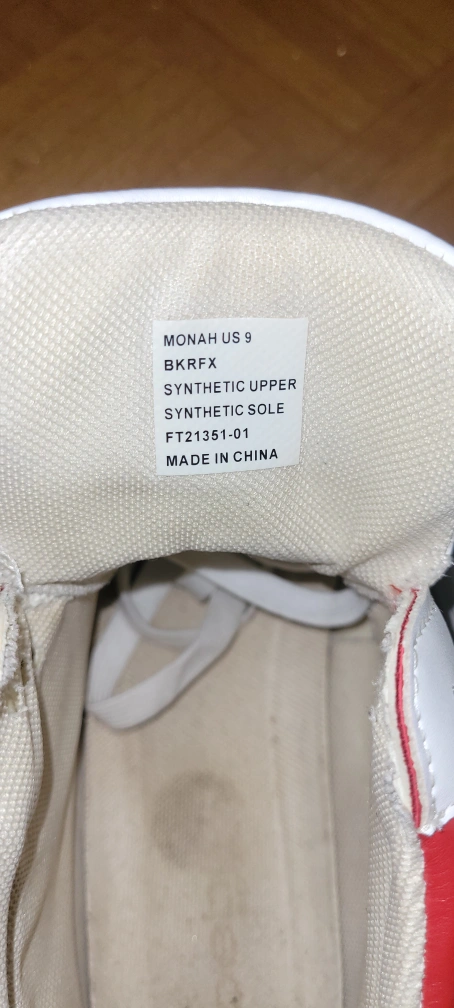 MONAH US 9
BKRFX
SYNTHETIC UPPER
SYNTHETIC SOLE
FT21351-01
MADE IN CHINA